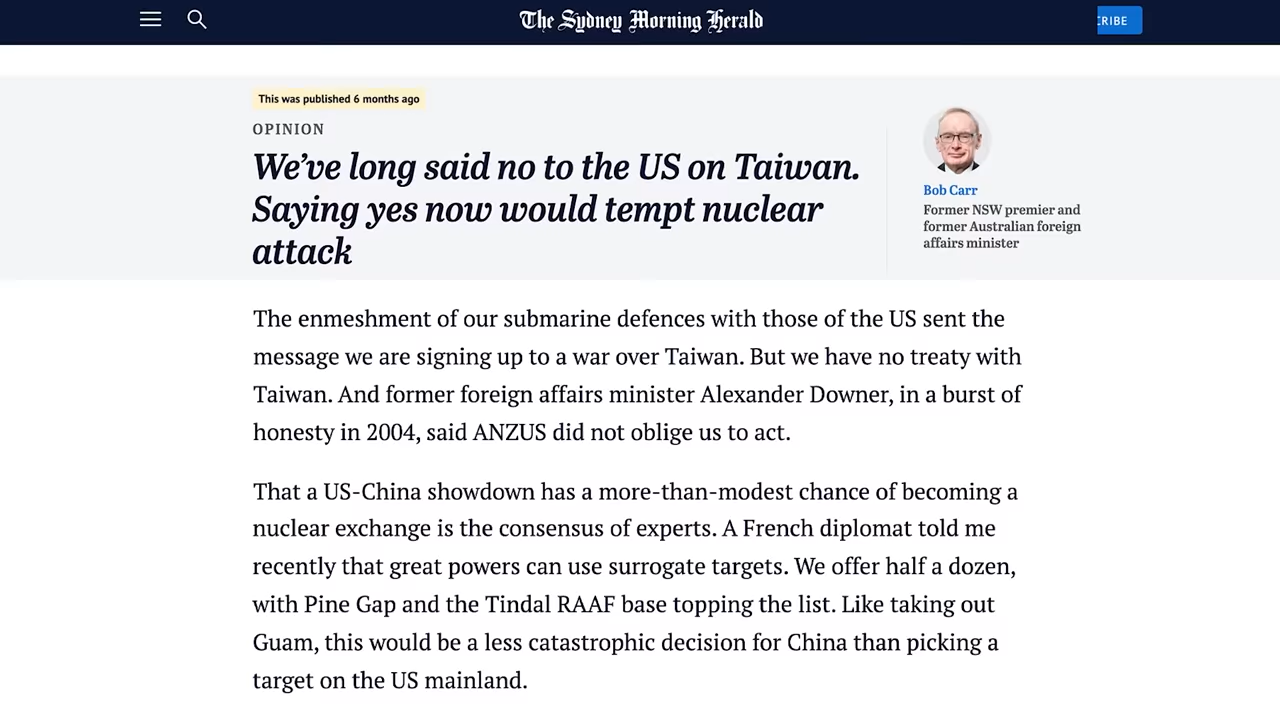 The Sydney Morning Herald
CRIBE
This was published 6 months ago
OPINION
We've long said no to the US on Taiwan.
Saying yes now would tempt nuclear
attack
Bob Carr
Former NSW premier and
former Australian foreign
affairs minister
The enmeshment of our submarine defences with those of the US sent the
message we are signing up to a war over Taiwan. But we have no treaty with
Taiwan. And former foreign affairs minister Alexander Downer, in a burst of
honesty in 2004, said ANZUS did not oblige us to act.
That a US-China showdown has a more-than-modest chance of becoming a
nuclear exchange is the consensus of experts. A French diplomat told me
recently that great powers can use surrogate targets. We offer half a dozen,
with Pine Gap and the Tindal RAAF base topping the list. Like taking out
Guam, this would be a less catastrophic decision for China than picking a
target on the US mainland.